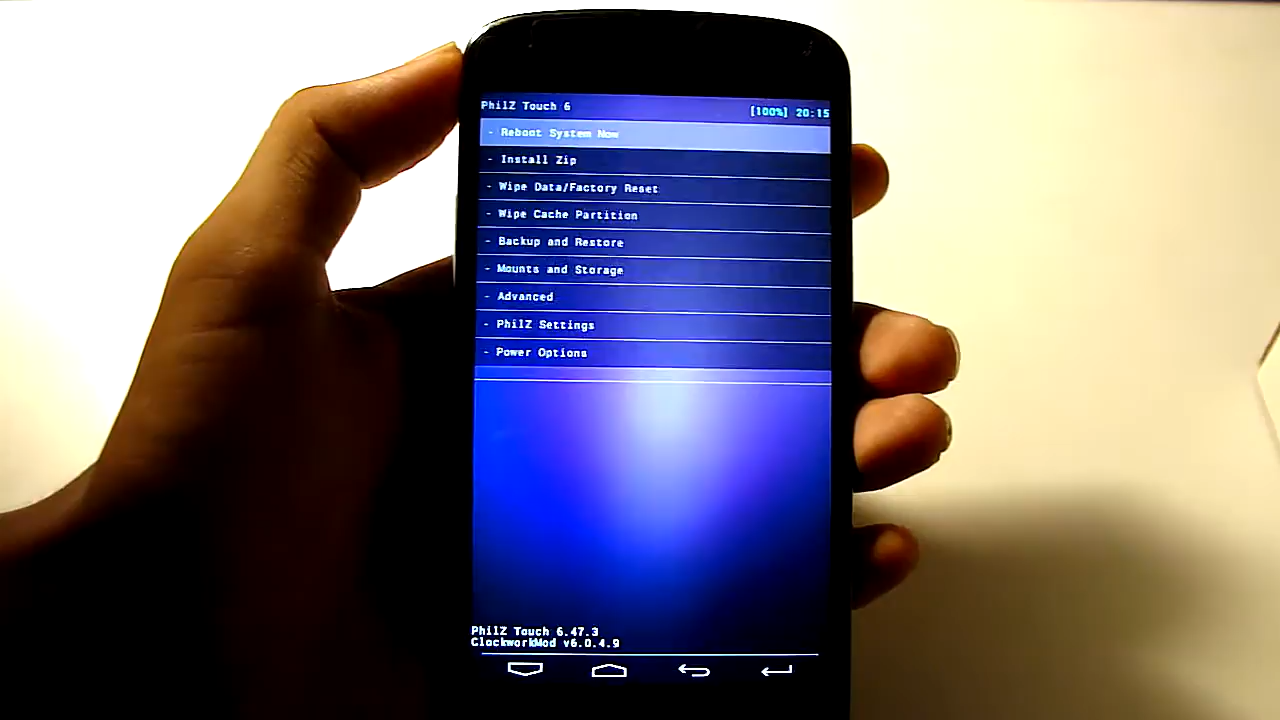 PhilZ Touch 6
[100%] 20:15
- Reboot System Now
- Install Zip
- Wipe Data/Factory Reset
- Wipe Cache Partition
- Backup and Restore
- Mounts and Storage
- Advanced
- PhilZ Settings
- Power Options
PhilZ Touch 6.47.3
ClockworkMod v6.0.4.9